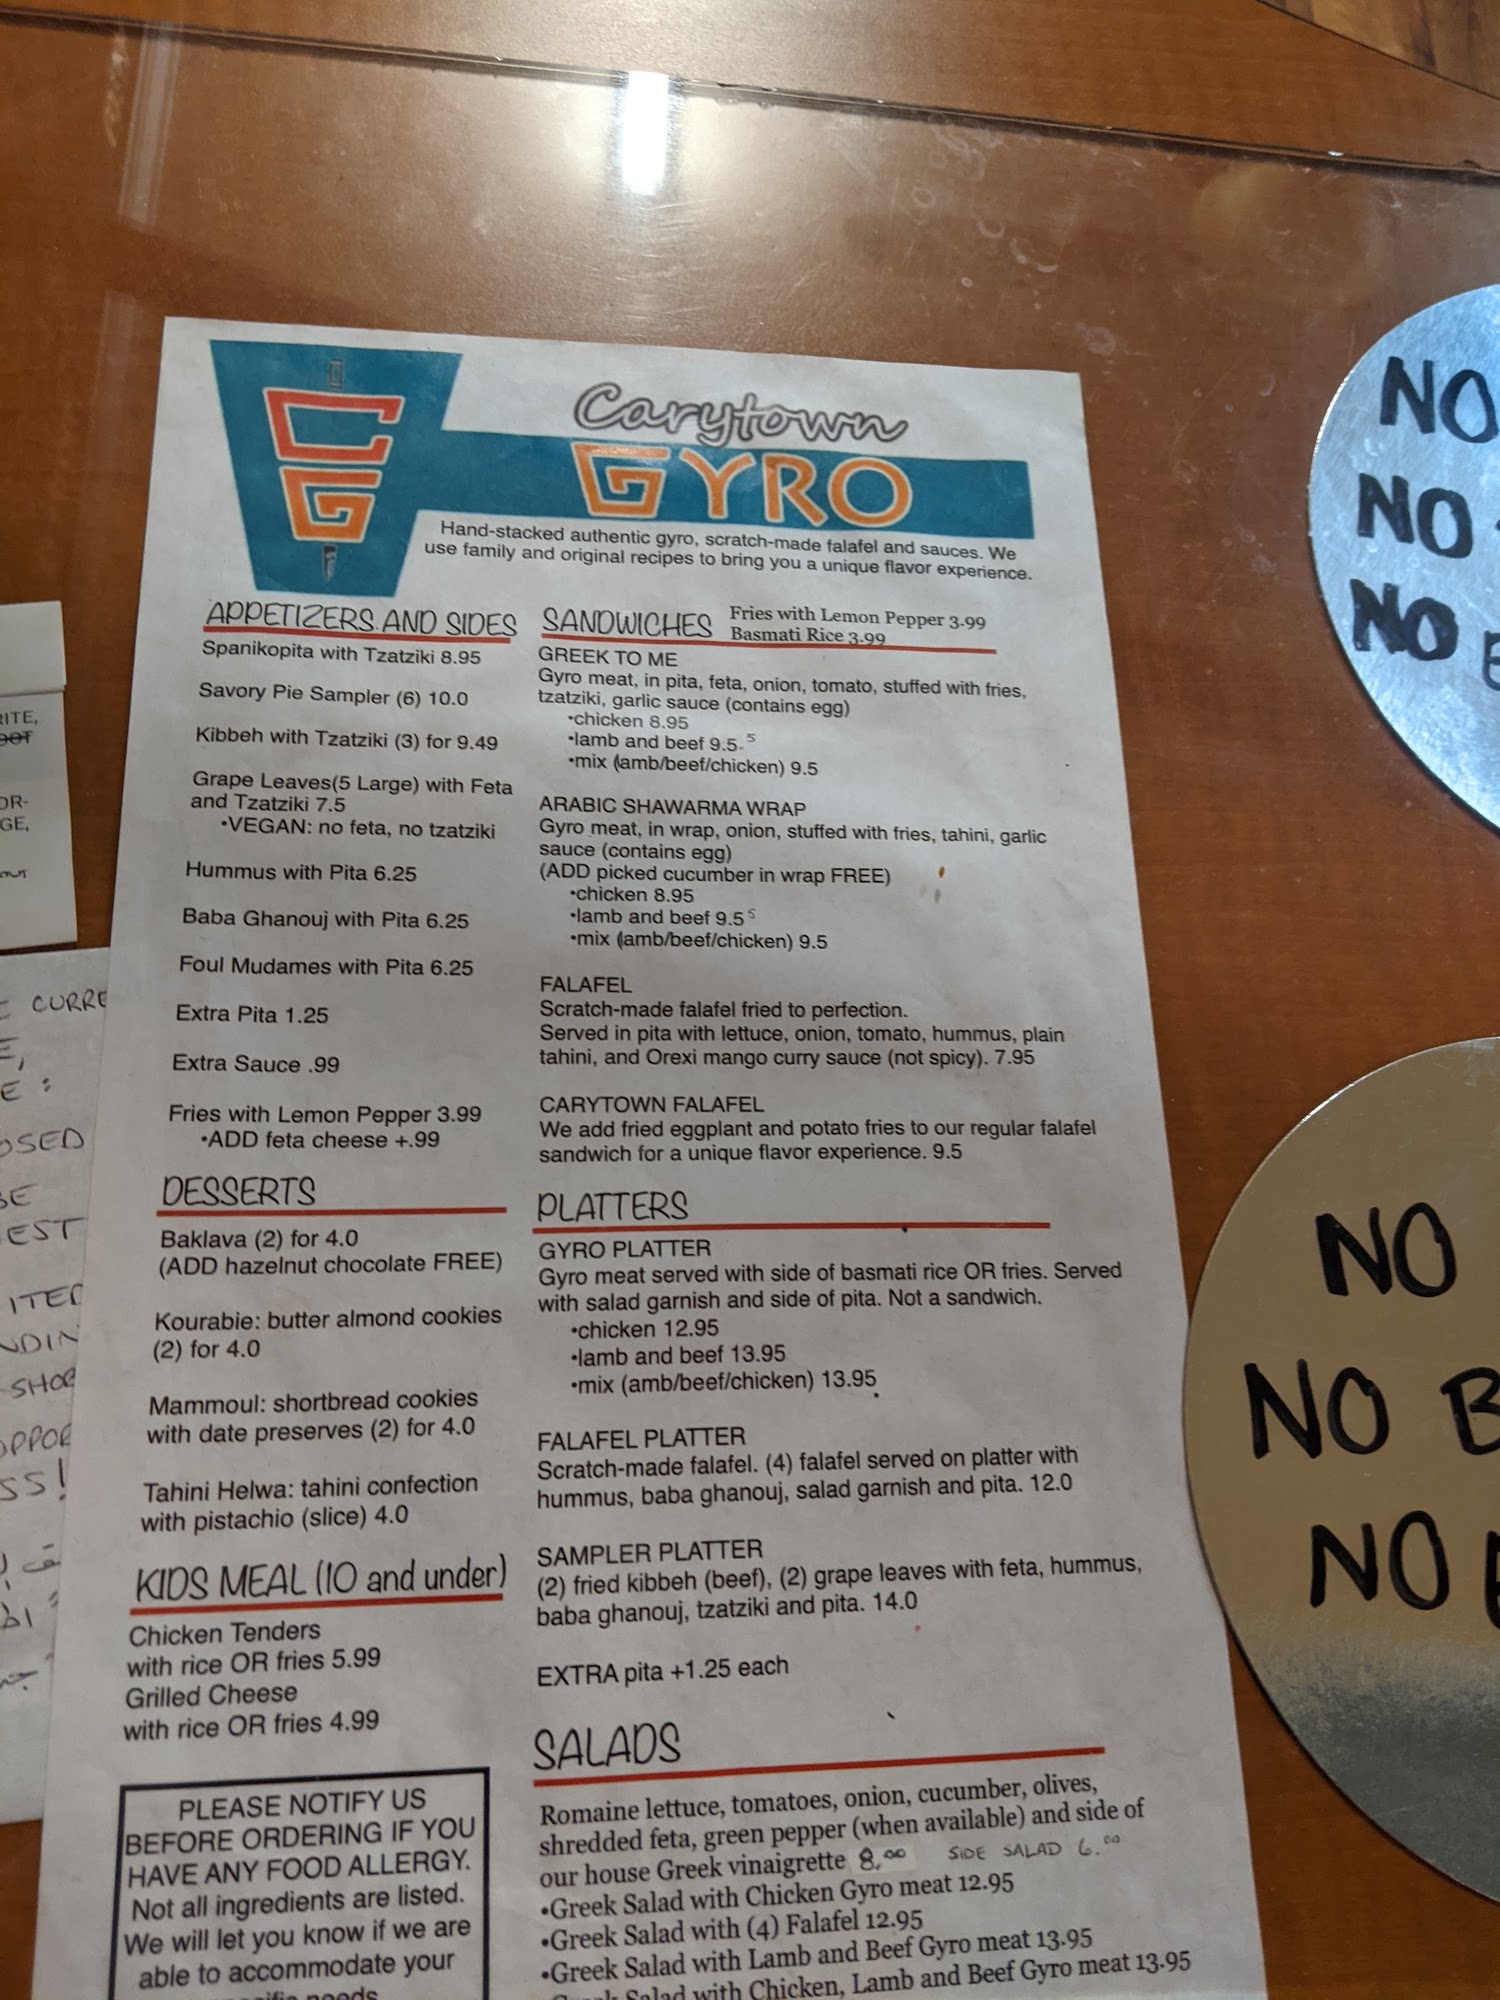 CG
Carytown
GYRO
Hand-stacked authentic gyro, scratch-made falafel and sauces. We
use family and original recipes to bring you a unique flavor experience.
APPETIZERS AND SIDES
Spanikopita with Tzatziki 8.95
Savory Pie Sampler (6) 10.0
Kibbeh with Tzatziki (3) for 9.49
Grape Leaves(5 Large) with Feta
and Tzatziki 7.5
•VEGAN: no feta, no tzatziki
Hummus with Pita 6.25
Baba Ghanouj with Pita 6.25
Foul Mudames with Pita 6.25
Extra Pita 1.25
Extra Sauce .99
Fries with Lemon Pepper 3.99
•ADD feta cheese +.99
DESSERTS
Baklava (2) for 4.0
(ADD hazelnut chocolate FREE)
Kourabie: butter almond cookies
(2) for 4.0
Mammoul: shortbread cookies
with date preserves (2) for 4.0
Tahini Helwa: tahini confection
with pistachio (slice) 4.0
KIDS MEAL (10 and under)
Chicken Tenders
with rice OR fries 5.99
Grilled Cheese
with rice OR fries 4.99
PLEASE NOTIFY US
BEFORE ORDERING IF YOU
HAVE ANY FOOD ALLERGY.
Not all ingredients are listed.
We will let you know if we are
able to accommodate your
needs
SANDWICHES
Fries with Lemon Pepper 3.99
Basmati Rice 3.99
GREEK TO ME
Gyro meat, in pita, feta, onion, tomato, stuffed with fries,
tzatziki, garlic sauce (contains egg)
•chicken 8.95
•lamb and beef 9.5.5
•mix (lamb/beef/chicken) 9.5
ARABIC SHAWARMA WRAP
Gyro meat, in wrap, onion, stuffed with fries, tahini, garlic
sauce (contains egg)
(ADD picked cucumber in wrap FREE)
•chicken 8.95
•lamb and beef 9.5 5
•mix (lamb/beef/chicken) 9.5
FALAFEL
Scratch-made falafel fried to perfection.
Served in pita with lettuce, onion, tomato, hummus, plain
tahini, and Orexi mango curry sauce (not spicy). 7.95
CARYTOWN FALAFEL
We add fried eggplant and potato fries to our regular falafel
sandwich for a unique flavor experience. 9.5
PLATTERS
GYRO PLATTER
Gyro meat served with side of basmati rice OR fries. Served
with salad garnish and side of pita. Not a sandwich.
•chicken 12.95
•lamb and beef 13.95
•mix (amb/beef/chicken) 13.95
FALAFEL PLATTER
Scratch-made falafel. (4) falafel served on platter with
hummus, baba ghanouj, salad garnish and pita. 12.0
SAMPLER PLATTER
(2) fried kibbeh (beef), (2) grape leaves with feta, hummus,
baba ghanouj, tzatziki and pita. 14.0
EXTRA pita +1.25 each
SALADS
Romaine lettuce, tomatoes, onion, cucumber, olives,
shredded feta, green pepper (when available) and side of
our house Greek vinaigrette 8.00 SIDE SALAD 6.00
•Greek Salad with Chicken Gyro meat 12.95
•Greek Salad with (4) Falafel 12.95
•Greek Salad with Lamb and Beef Gyro meat 13.95
Salad with Chicken, Lamb and Beef Gyro meat 13.95
NO
NO
NO
NO
NO B
NO